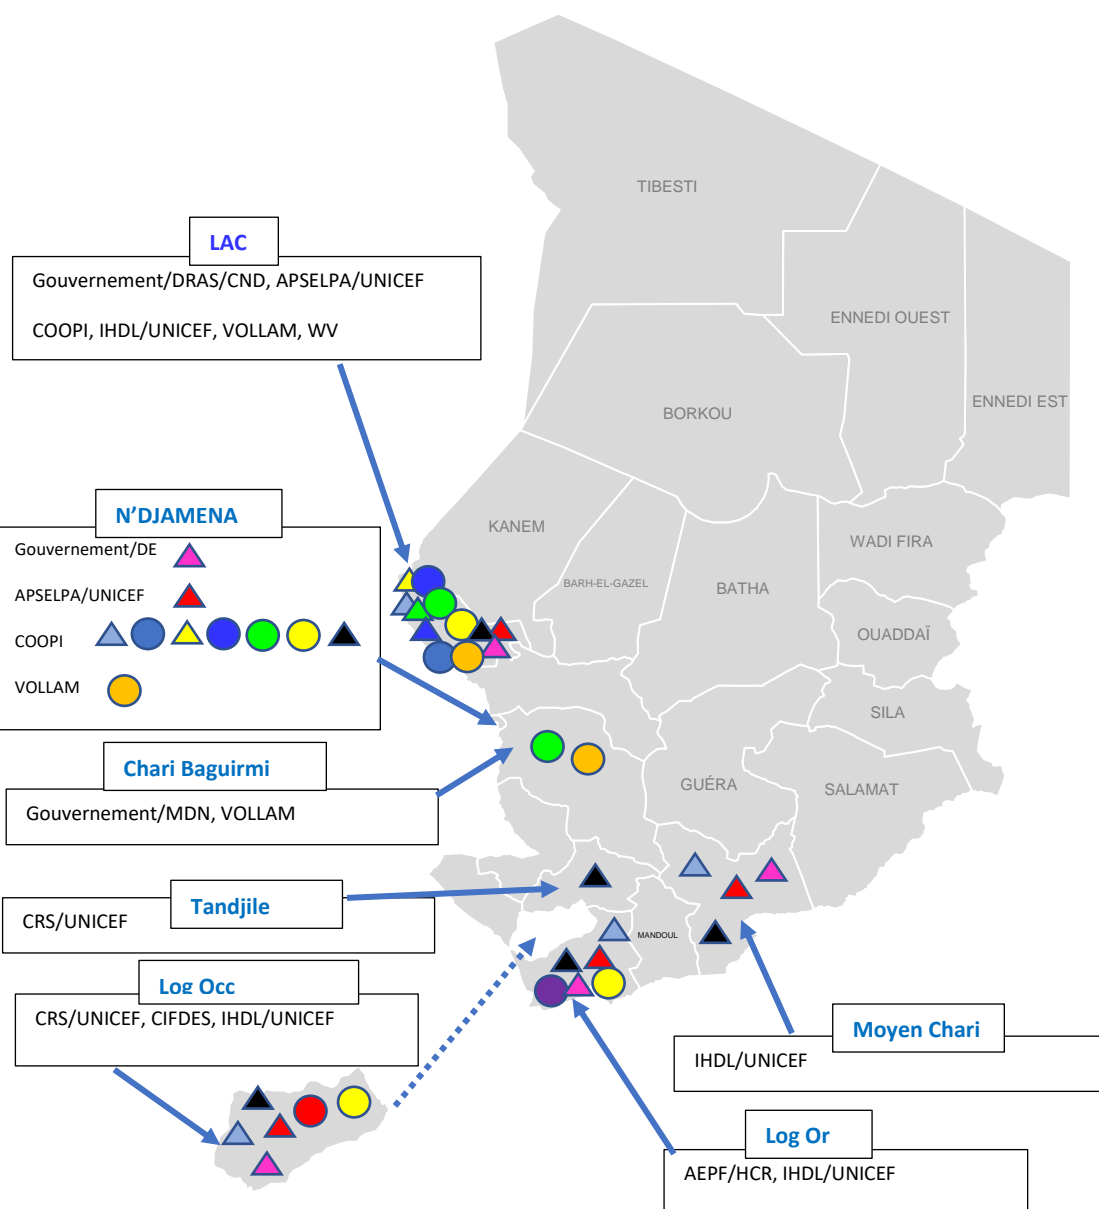 TIBESTI
LAC
Gouvernement/DRAS/CND, APSELPA/UNICEF
COOPI, IHDL/UNICEF, VOLLAM, WV
ENNEDI OUEST
ENNEDI EST
BORKOU
N'DJAMENA
Gouvernement/DE
APSELPA/UNICEF
COOPI
VOLLAM
KANEM
WADI FIRA
BARH-EL-GAZEL
BATHA
OUADDAÏ
SILA
Chari Baguirmi
Gouvernement/MDN, VOLLAM
GUÉRA
SALAMAT
Tandjile
CRS/UNICEF
MANDOUL
Log Occ
CRS/UNICEF, CIFDES, IHDL/UNICEF
Moyen Chari
IHDL/UNICEF
Log Or
AEPF/HCR, IHDL/UNICEF